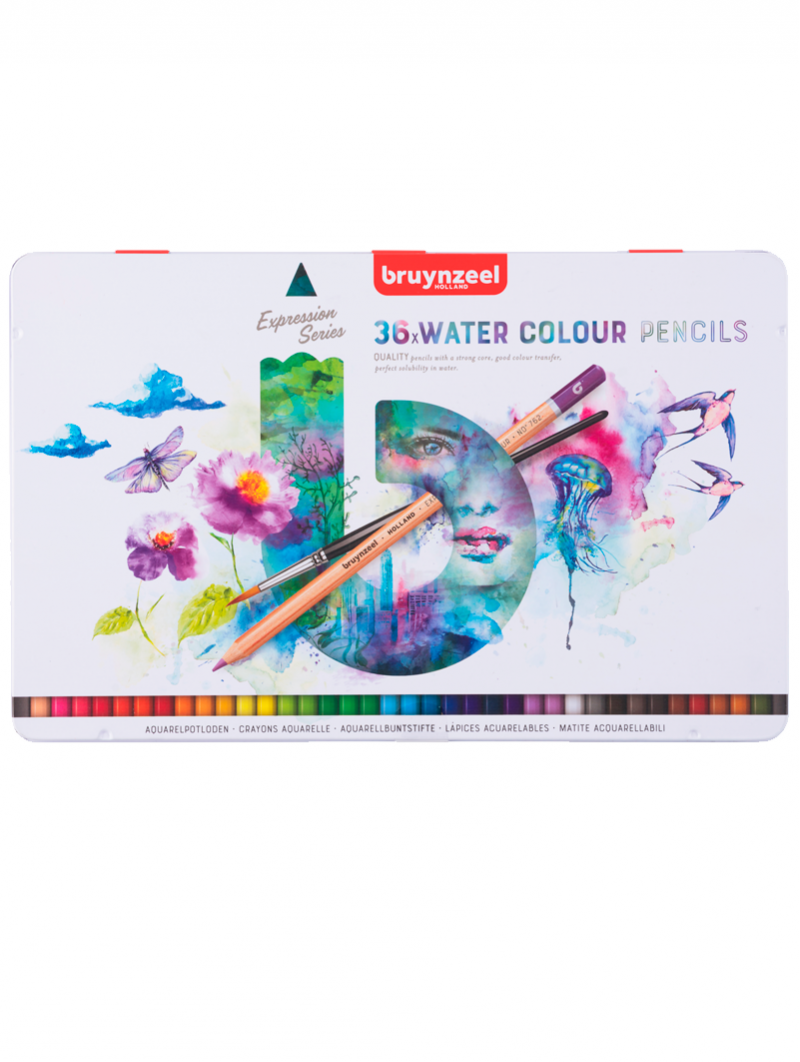 bruynzeel
HOLLAND
Expression
Series
36xWATER COLOUR PENCILS
QUALITY pencils with a strong core, good colour transfer,
perfect solubility in water.
bruynzeel • HOLLAND •
AQUARELPOTLODEN · CRAYONS AQUARELLE · AQUARELLBUNTSTIFTE · LÁPICES ACUARELABLES · MATITE ACQUARELLABILI